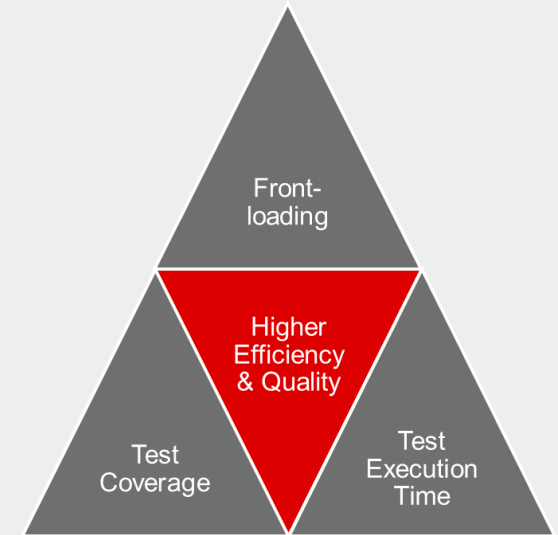 Front-
loading
Higher
Efficiency
& Quality
Test
Coverage
Test
Execution
Time